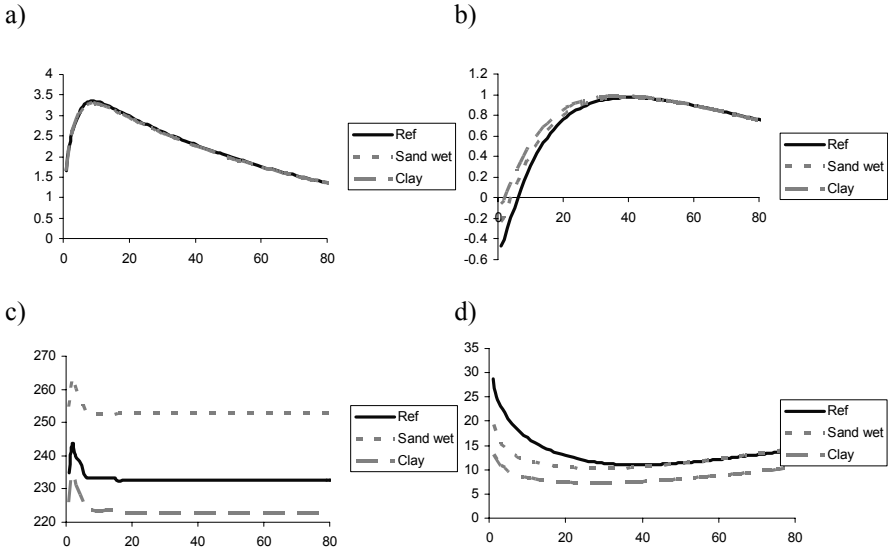 a)
4
3.5
3
2.5
2
1.5
1
0.5
0
0 20 40 60 80
Ref
Sand wet
Clay
b)
1.2
1
0.8
0.6
0.4
0.2
0
-0.2
-0.4
-0.6
0 20 40 60 80
Ref
Sand wet
Clay
c)
270
260
250
240
230
220
0 20 40 60 80
Ref
Sand wet
Clay
d)
35
30
25
20
15
10
5
0
0 20 40 60 80
Ref
Sand wet
Clay